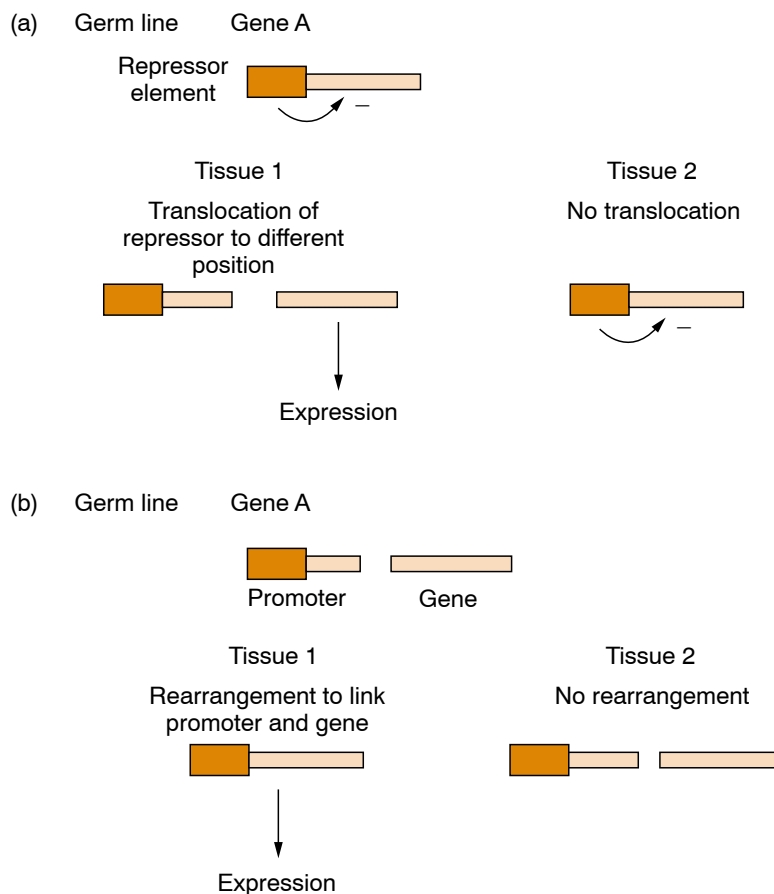 (a) Germ line Gene A
Repressor
element
–
Tissue 1 Tissue 2
Translocation of No translocation
repressor to different
position
–
Expression
(b) Germ line Gene A
Promoter Gene
Tissue 1 Tissue 2
Rearrangement to link No rearrangement
promoter and gene
Expression